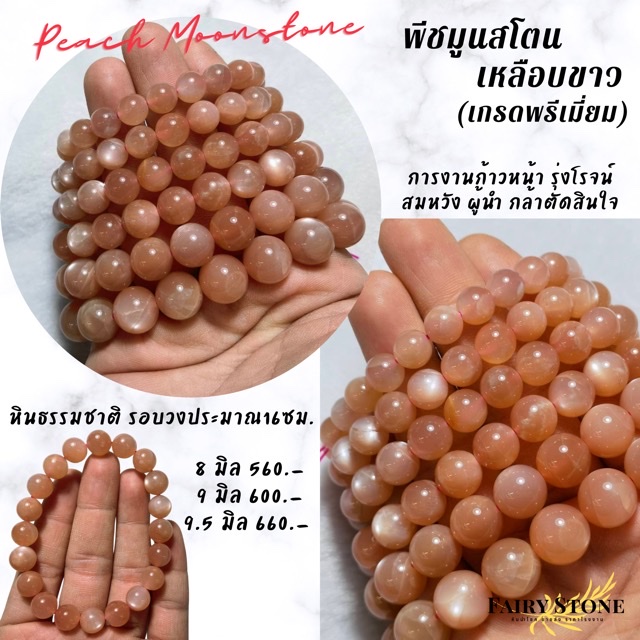 Peach Moonstone
พีชมูนสโตน
เหลือบขาว
(เกรดพรีเมี่ยม)
การงานก้าวหน้า รุ่งโรจน์
สมหวัง ผู้นำ กล้าตัดสินใจ
หินธรรมชาติ รอบวงประมาณ16ซม.
8 มิล 560.-
9 มิล 600.-
9.5 มิล 660.-
FAIRY STONE